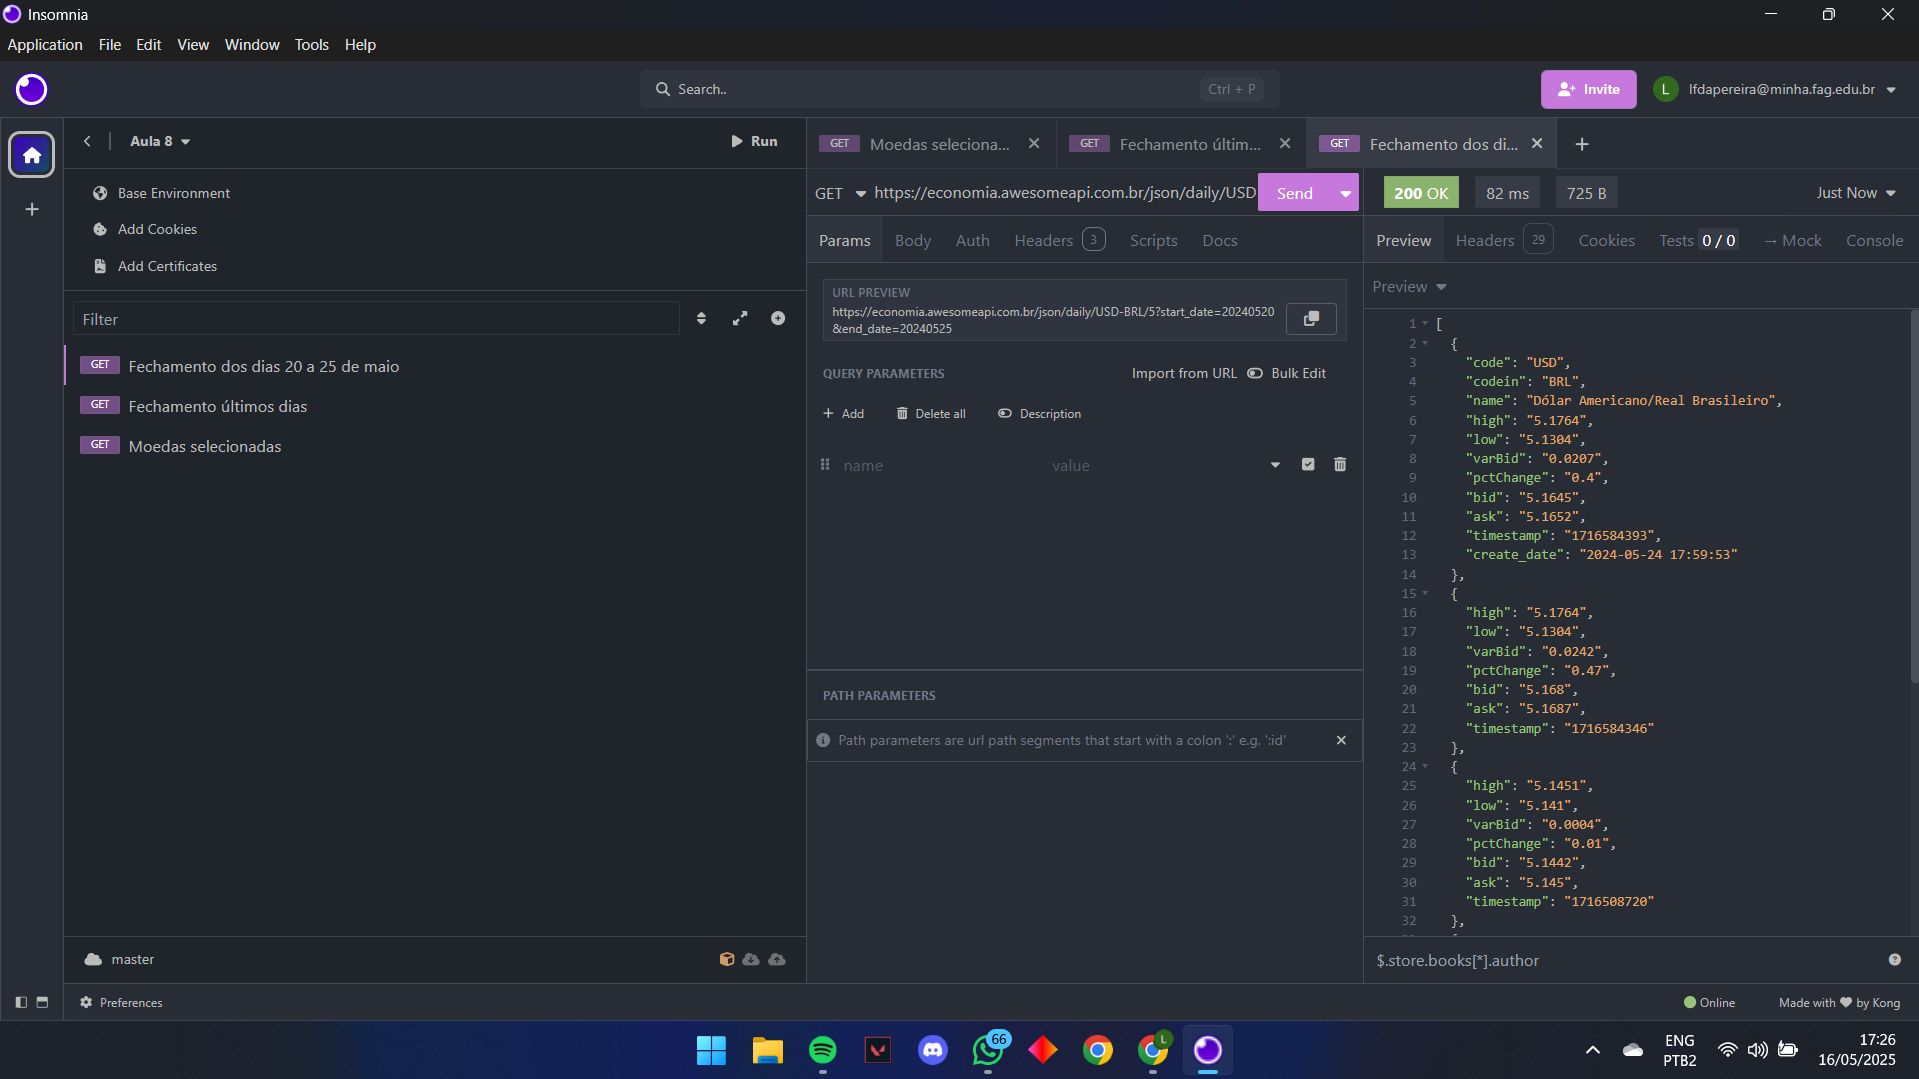 Insomnia
Application File Edit View Window Tools Help
Search..
Ctrl + P
Invite
L
lfdapereira@minha.fag.edu.br
Aula 8
Run
Base Environment
Add Cookies
Add Certificates
Filter
GET Fechamento dos dias 20 a 25 de maio
GET Fechamento últimos dias
GET Moedas selecionadas
master
GET Moedas seleciona...
GET Fechamento últim...
GET Fechamento dos di...
GET https://economia.awesomeapi.com.br/json/daily/USD
Send
Params Body Auth Headers 3 Scripts Docs
URL PREVIEW
https://economia.awesomeapi.com.br/json/daily/USD-BRL/5?start_date=20240520
&end_date=20240525
QUERY PARAMETERS
Import from URL
Bulk Edit
Add
Delete all
Description
name
value
PATH PARAMETERS
Path parameters are url path segments that start with a colon ':' e.g. ':id'
200 OK
82 ms
725 B
Just Now
Preview Headers 29 Cookies Tests 0 / 0 → Mock Console
Preview
1 [
2 {
3 "code": "USD",
4 "codein": "BRL",
5 "name": "Dólar Americano/Real Brasileiro",
6 "high": "5.1764",
7 "low": "5.1304",
8 "varBid": "0.0207",
9 "pctChange": "0.4",
10 "bid": "5.1645",
11 "ask": "5.1652",
12 "timestamp": "1716584393",
13 "create_date": "2024-05-24 17:59:53"
14 },
15 {
16 "high": "5.1764",
17 "low": "5.1304",
18 "varBid": "0.0242",
19 "pctChange": "0.47",
20 "bid": "5.168",
21 "ask": "5.1687",
22 "timestamp": "1716584346"
23 },
24 {
25 "high": "5.1451",
26 "low": "5.141",
27 "varBid": "0.0004",
28 "pctChange": "0.01",
29 "bid": "5.1442",
30 "ask": "5.145",
31 "timestamp": "1716508720"
32 },
$.store.books[*].author
Preferences
Online
Made with ❤ by Kong
66
L
ENG
PTB2
17:26
16/05/2025